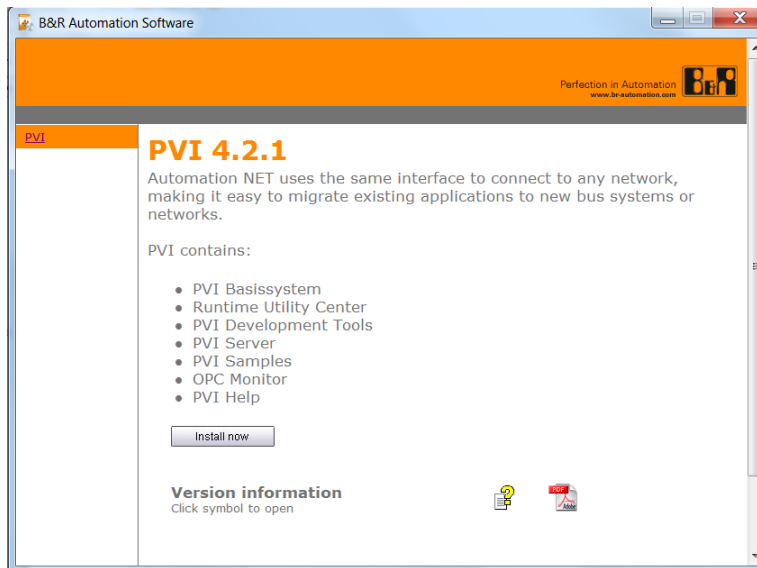 B&R Automation Software
Perfection in Automation
www.br-automation.com
B&R
PVI
PVI 4.2.1
Automation NET uses the same interface to connect to any network,
making it easy to migrate existing applications to new bus systems or
networks.
PVI contains:
● PVI Basissystem
● Runtime Utility Center
● PVI Development Tools
● PVI Server
● PVI Samples
● OPC Monitor
● PVI Help
Install now
Version information
Click symbol to open
PDF
Adobe